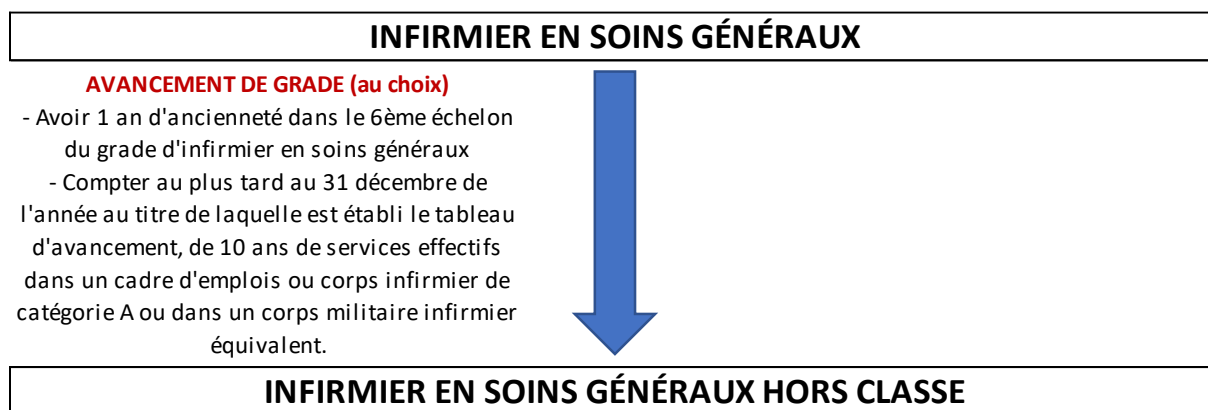 INFIRMIER EN SOINS GÉNÉRAUX
AVANCEMENT DE GRADE (au choix)
- Avoir 1 an d'ancienneté dans le 6ème échelon
du grade d'infirmier en soins généraux
- Compter au plus tard au 31 décembre de
l'année au titre de laquelle est établi le tableau
d'avancement, de 10 ans de services effectifs
dans un cadre d'emplois ou corps infirmier de
catégorie A ou dans un corps militaire infirmier
équivalent.
INFIRMIER EN SOINS GÉNÉRAUX HORS CLASSE